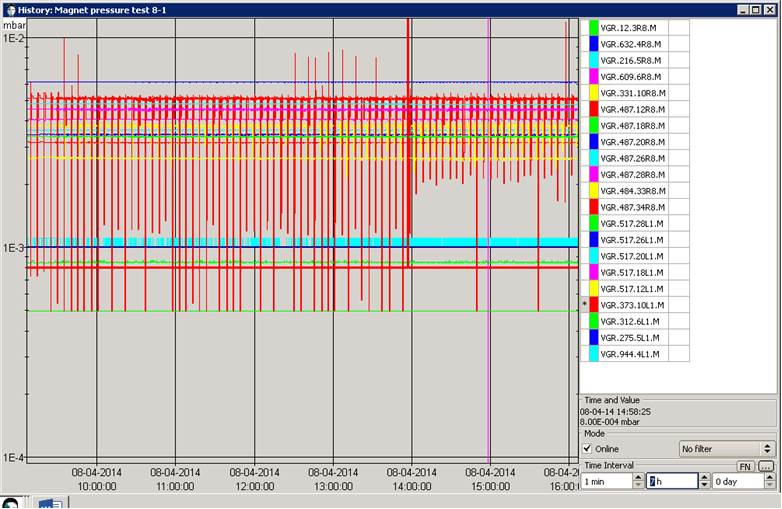 History: Magnet pressure test 8-1
mbar
1E-2
1E-3
1E-4
08-04-2014 08-04-2014 08-04-2014 08-04-2014 08-04-2014 08-04-2014 08-04-2
10:00:00 11:00:00 12:00:00 13:00:00 14:00:00 15:00:00 16:00:
VGR.12.3R8.M
VGR.632.4R8.M
VGR.216.5R8.M
VGR.609.6R8.M
VGR.331.10R8.M
VGR.487.12R8.M
VGR.487.18R8.M
VGR.487.20R8.M
VGR.487.26R8.M
VGR.487.28R8.M
VGR.484.33R8.M
VGR.487.34R8.M
VGR.517.28L1.M
VGR.517.26L1.M
VGR.517.20L1.M
VGR.517.18L1.M
VGR.517.12L1.M
* VGR.373.10L1.M
VGR.312.6L1.M
VGR.275.5L1.M
VGR.944.4L1.M
Time and Value
08-04-14 14:58:25
8.00E-004 mbar
Mode
Online No filter
Time Interval FN ...
1 min 7 h 0 day